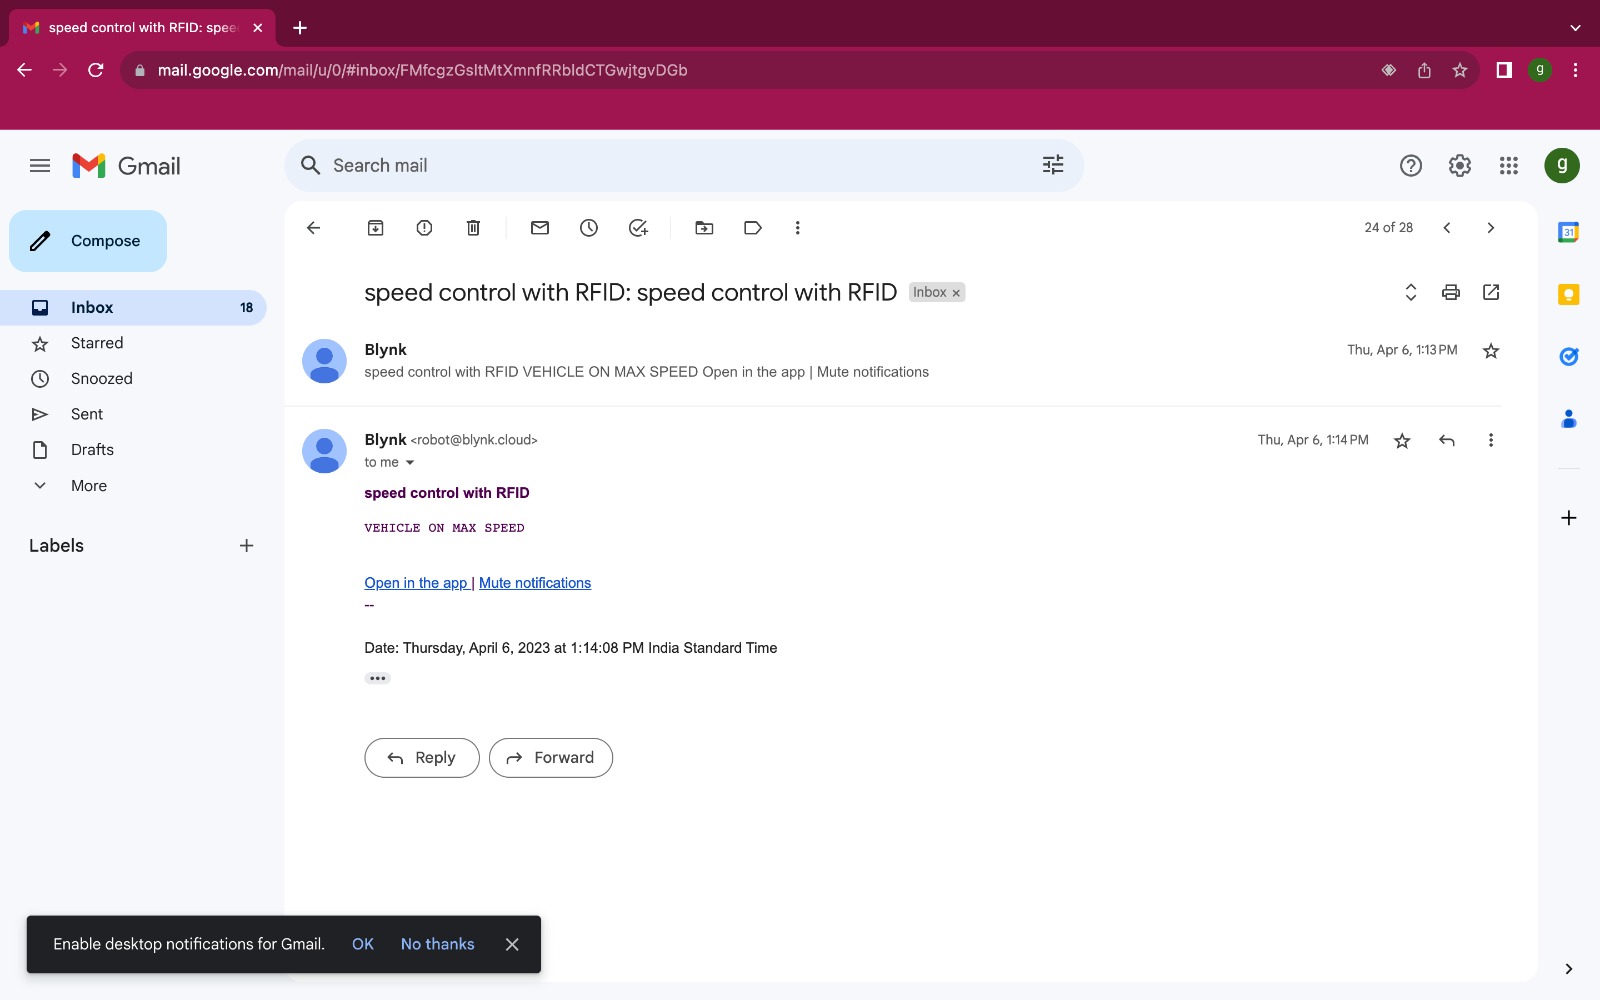 speed control with RFID: spee
mail.google.com/mail/u/0/#inbox/FMfcgzGsltMtXmnfRRbldCTGwjtgvDGb
g
Gmail
Search mail
g
Compose
24 of 28
31
Inbox 18
Starred
Snoozed
Sent
Drafts
More
Labels
speed control with RFID: speed control with RFID Inbox ×
Blynk Thu, Apr 6, 1:13 PM
speed control with RFID VEHICLE ON MAX SPEED Open in the app | Mute notifications
Blynk <robot@blynk.cloud> Thu, Apr 6, 1:14 PM
to me
speed control with RFID
VEHICLE ON MAX SPEED
Open in the app | Mute notifications
--
Date: Thursday, April 6, 2023 at 1:14:08 PM India Standard Time
Reply Forward
Enable desktop notifications for Gmail. OK No thanks